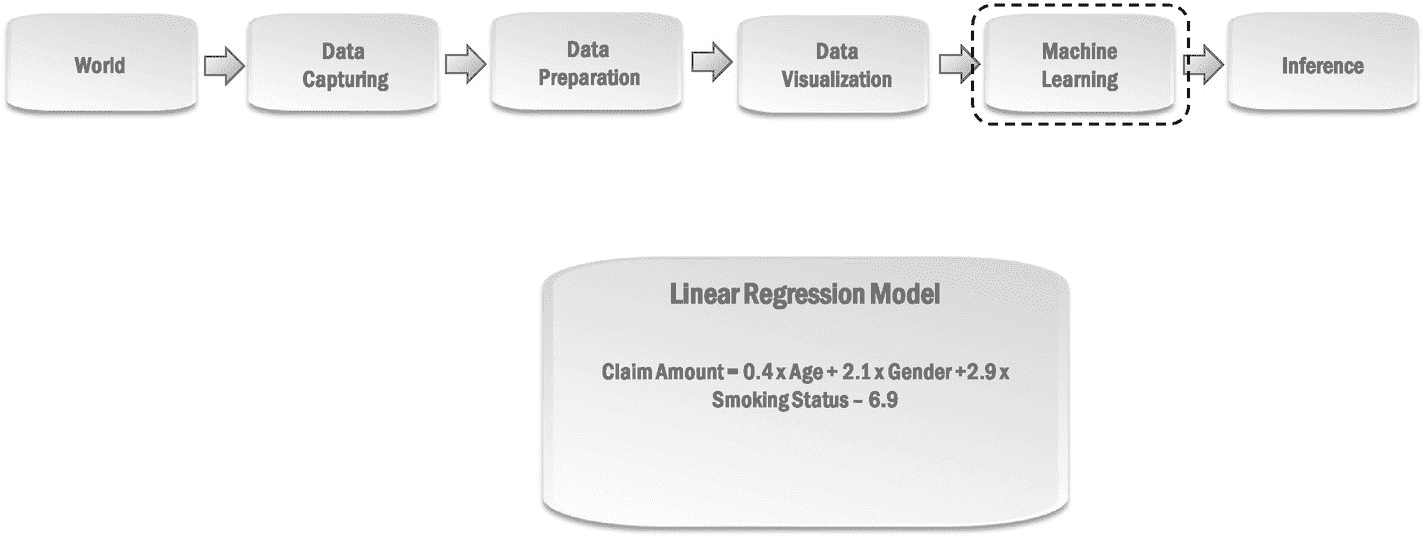 World
Data
Capturing
Data
Preparation
Data
Visualization
Machine
Learning
Inference
Linear Regression Model
Claim Amount = 0.4 x Age + 2.1 x Gender +2.9 x
Smoking Status – 6.9